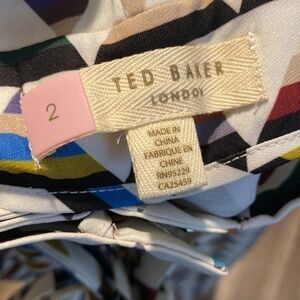 2
TED BAKER
LONDON
MADE IN
CHINA
FABRIQUE EN
CHINE
RN95229
CA25459